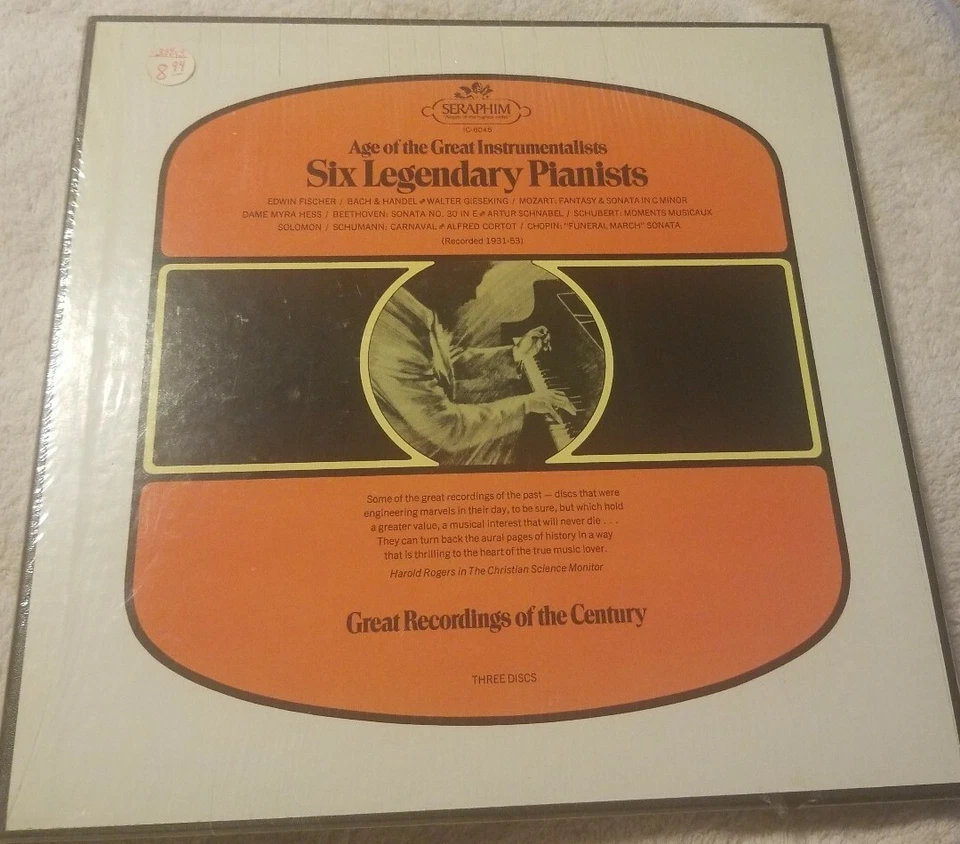 8 94
SERAPHIM
"Angels of the highest order"
IC-6045
Age of the Great Instrumentalists
Six Legendary Pianists
EDWIN FISCHER / BACH & HANDEL WALTER GIESEKING / MOZART: FANTASY & SONATA IN C MINOR
DAME MYRA HESS / BEETHOVEN: SONATA NO. 30 IN E ARTUR SCHNABEL / SCHUBERT: MOMENTS MUSICAUX
SOLOMON / SCHUMANN: CARNAVAL ALFRED CORTOT / CHOPIN: "FUNERAL MARCH" SONATA
(Recorded 1931-53)
Some of the great recordings of the past — discs that were
engineering marvels in their day, to be sure, but which hold
a greater value, a musical interest that will never die . . .
They can turn back the aural pages of history in a way
that is thrilling to the heart of the true music lover.
Harold Rogers in The Christian Science Monitor
Great Recordings of the Century
THREE DISCS